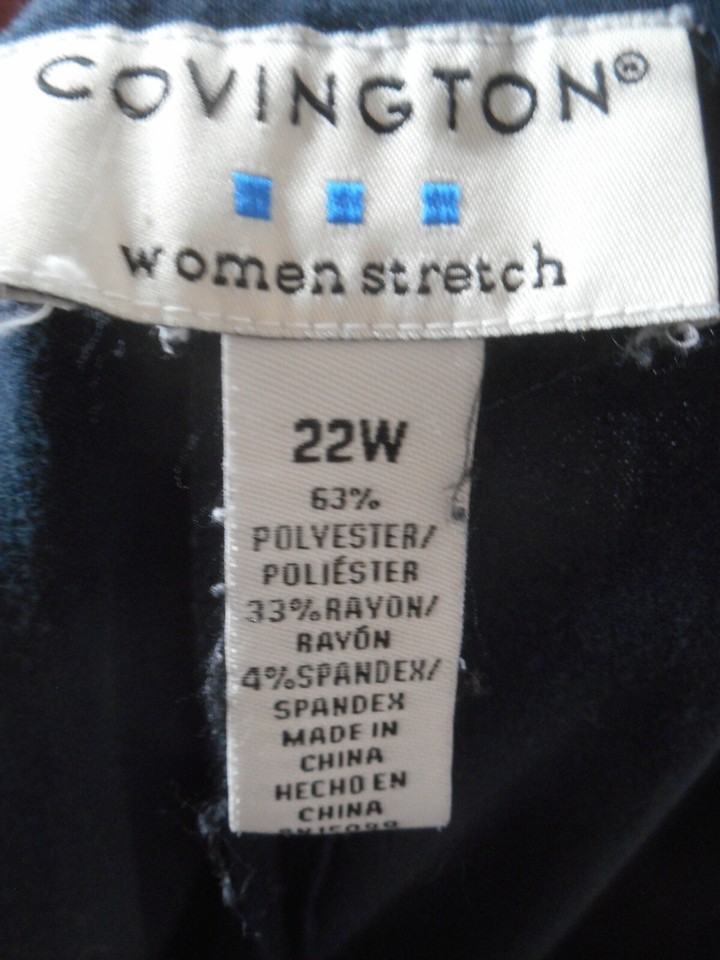 COVINGTON®
women stretch
22W
63%
POLYESTER/
POLIÉSTER
33%RAYON/
RAYÓN
4%SPANDEX/
SPANDEX
MADE IN
CHINA
HECHO EN
CHINA